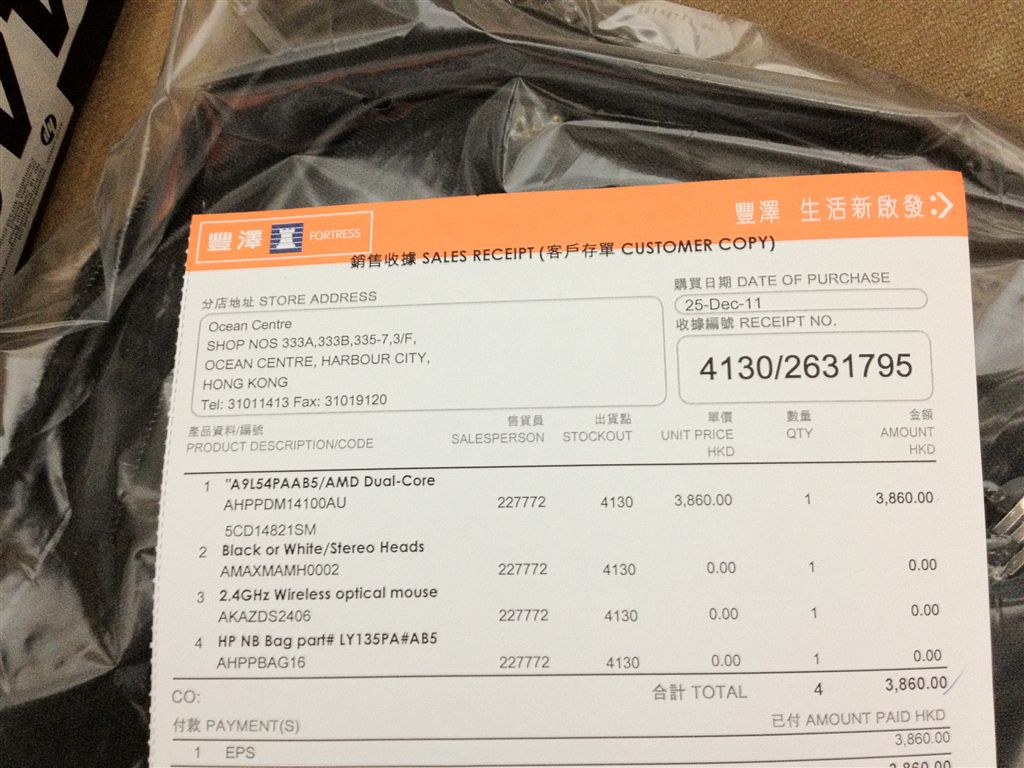 hp
豐澤 FORTRESS
豐澤 生活新啟發
銷售收據 SALES RECEIPT (客戶存單 CUSTOMER COPY)
分店地址 STORE ADDRESS
Ocean Centre
SHOP NOS 333A,333B,335-7,3/F,
OCEAN CENTRE, HARBOUR CITY,
HONG KONG
Tel: 31011413 Fax: 31019120
購買日期 DATE OF PURCHASE
25-Dec-11
收據編號 RECEIPT NO.
4130/2631795
產品資料/編號 售貨員 出貨點 單價 數量 金額
PRODUCT DESCRIPTION/CODE SALESPERSON STOCKOUT UNIT PRICE QTY AMOUNT
HKD HKD
1 "A9L54PAAB5/AMD Dual-Core
AHPPDM14100AU 227772 4130 3,860.00 1 3,860.00
5CD14821SM
2 Black or White/Stereo Heads
AMAXMAMH0002 227772 4130 0.00 1 0.00
3 2.4GHz Wireless optical mouse
AKAZDS2406 227772 4130 0.00 1 0.00
4 HP NB Bag part# LY135PA#AB5
AHPPBAG16 227772 4130 0.00 1 0.00
CO: 合計 TOTAL 4 3,860.00
付款 PAYMENT(S) 已付 AMOUNT PAID HKD
1 EPS 3,860.00
3,860.00